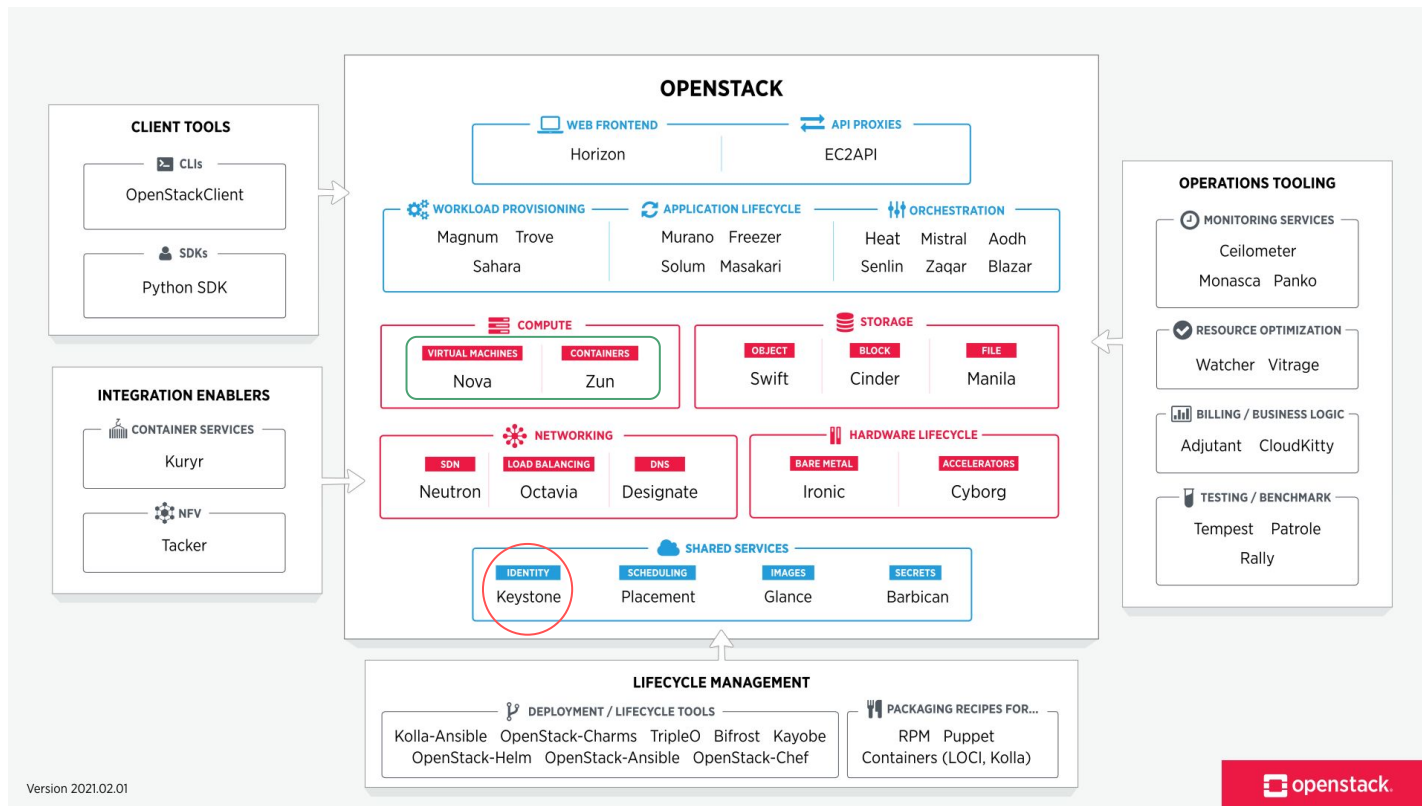 OPENSTACK
WEB FRONTEND
Horizon
API PROXIES
EC2API
WORKLOAD PROVISIONING
Magnum Trove
Sahara
APPLICATION LIFECYCLE
Murano Freezer
Solum Masakari
ORCHESTRATION
Heat Mistral Aodh
Senlin Zaqar Blazar
COMPUTE
VIRTUAL MACHINES
Nova
CONTAINERS
Zun
STORAGE
OBJECT
Swift
BLOCK
Cinder
FILE
Manila
NETWORKING
SDN
Neutron
LOAD BALANCING
Octavia
DNS
Designate
HARDWARE LIFECYCLE
BARE METAL
Ironic
ACCELERATORS
Cyborg
SHARED SERVICES
IDENTITY
Keystone
SCHEDULING
Placement
IMAGES
Glance
SECRETS
Barbican
CLIENT TOOLS
CLIs
OpenStackClient
SDKs
Python SDK
INTEGRATION ENABLERS
CONTAINER SERVICES
Kuryr
NFV
Tacker
OPERATIONS TOOLING
MONITORING SERVICES
Ceilometer
Monasca Panko
RESOURCE OPTIMIZATION
Watcher Vitrage
BILLING / BUSINESS LOGIC
Adjutant CloudKitty
TESTING / BENCHMARK
Tempest Patrole
Rally
LIFECYCLE MANAGEMENT
DEPLOYMENT / LIFECYCLE TOOLS
Kolla-Ansible OpenStack-Charms TripleO Bifrost Kayobe
OpenStack-Helm OpenStack-Ansible OpenStack-Chef
PACKAGING RECIPES FOR...
RPM Puppet
Containers (LOCI, Kolla)
Version 2021.02.01
openstack.